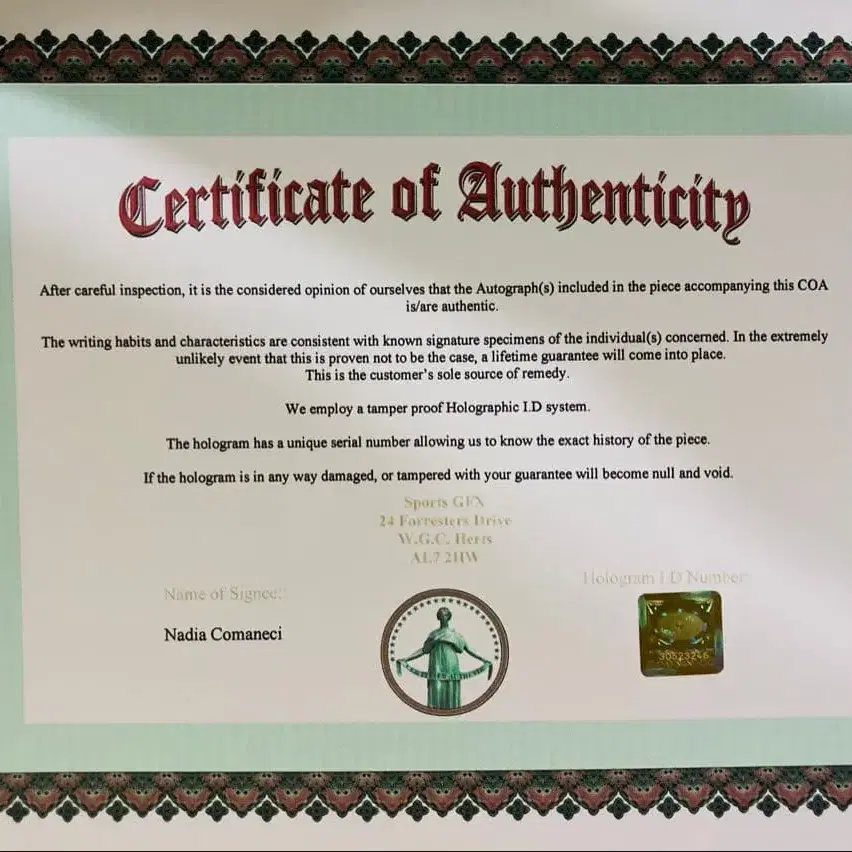 Certificate of Authenticity
After careful inspection, it is the considered opinion of ourselves that the Autograph(s) included in the piece accompanying this COA
is/are authentic.
The writing habits and characteristics are consistent with known signature specimens of the individual(s) concerned. In the extremely
unlikely event that this is proven not to be the case, a lifetime guarantee will come into place.
This is the customer's sole source of remedy.
We employ a tamper proof Holographic I.D system.
The hologram has a unique serial number allowing us to know the exact history of the piece.
If the hologram is in any way damaged, or tampered with your guarantee will become null and void.
Sports GFX
24 Forresters Drive
W.G.C. Herts
AL7 2HW
Hologram I.D Number:
Name of Signee:
Nadia Comaneci
30523246